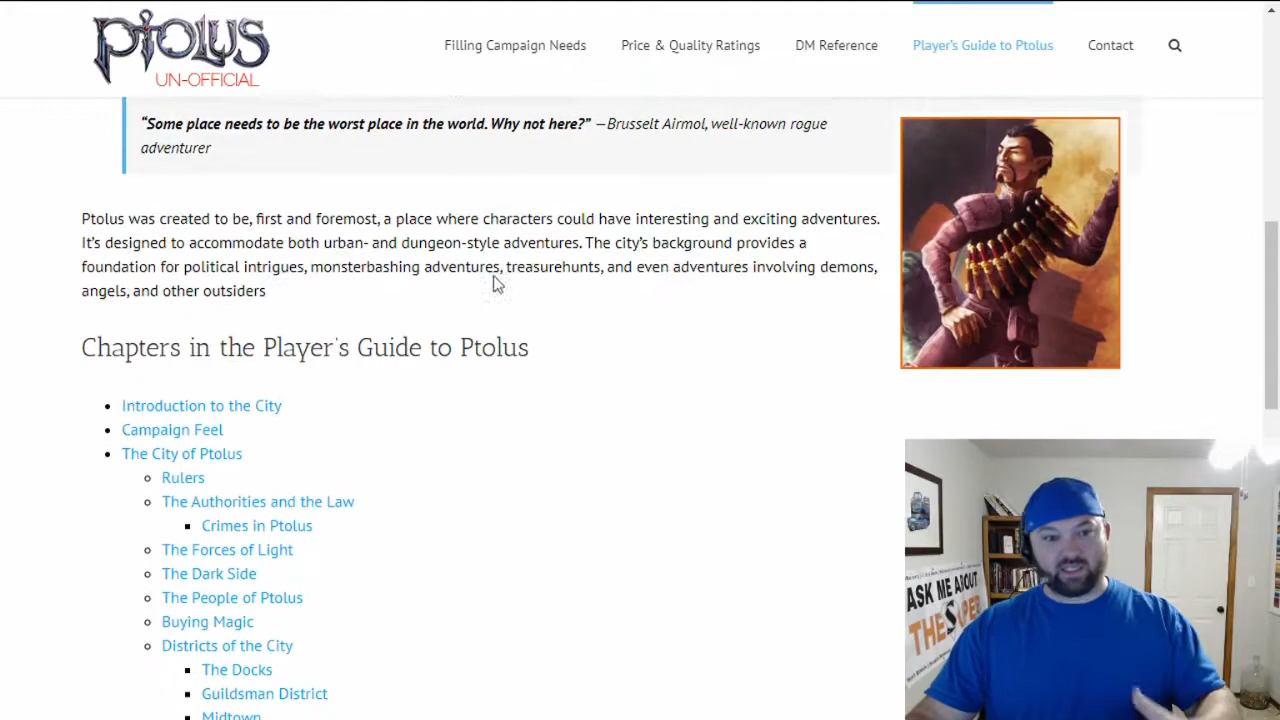 PTOLUS
UN-OFFICIAL
Filling Campaign Needs
Price & Quality Ratings
DM Reference
Player's Guide to Ptolus
Contact
“Some place needs to be the worst place in the world. Why not here?” —Brusselt Airmol, well-known rogue
adventurer
Ptolus was created to be, first and foremost, a place where characters could have interesting and exciting adventures.
It’s designed to accommodate both urban- and dungeon-style adventures. The city’s background provides a
foundation for political intrigues, monsterbashing adventures, treasurehunts, and even adventures involving demons,
angels, and other outsiders
Chapters in the Player’s Guide to Ptolus
Introduction to the City
Campaign Feel
The City of Ptolus
Rulers
The Authorities and the Law
Crimes in Ptolus
The Forces of Light
The Dark Side
The People of Ptolus
Buying Magic
Districts of the City
The Docks
Guildsman District
Midtown
ASK ME ABOUT
THE